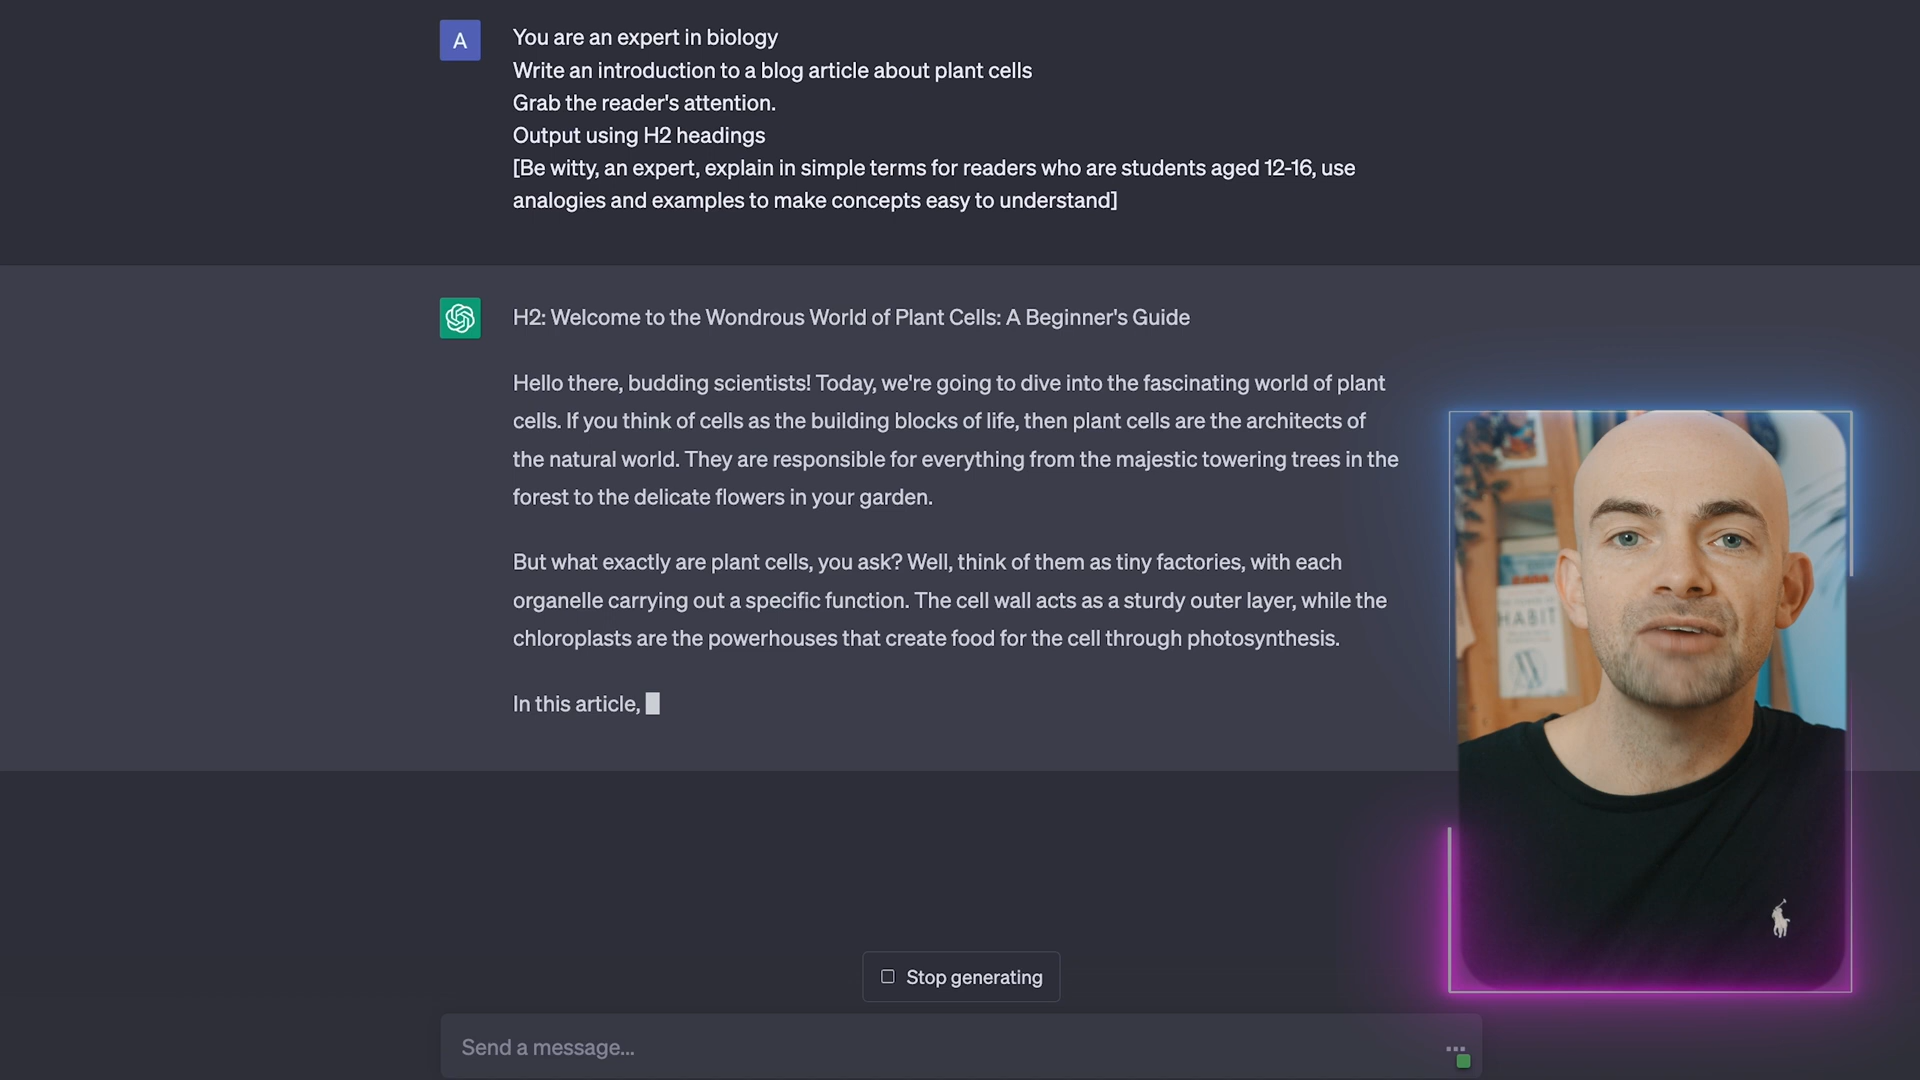 A
You are an expert in biology
Write an introduction to a blog article about plant cells
Grab the reader's attention.
Output using H2 headings
[Be witty, an expert, explain in simple terms for readers who are students aged 12-16, use
analogies and examples to make concepts easy to understand]
H2: Welcome to the Wondrous World of Plant Cells: A Beginner's Guide
Hello there, budding scientists! Today, we're going to dive into the fascinating world of plant
cells. If you think of cells as the building blocks of life, then plant cells are the architects of
the natural world. They are responsible for everything from the majestic towering trees in the
forest to the delicate flowers in your garden.
But what exactly are plant cells, you ask? Well, think of them as tiny factories, with each
organelle carrying out a specific function. The cell wall acts as a sturdy outer layer, while the
chloroplasts are the powerhouses that create food for the cell through photosynthesis.
In this article,
HABIT
Stop generating
Send a message...